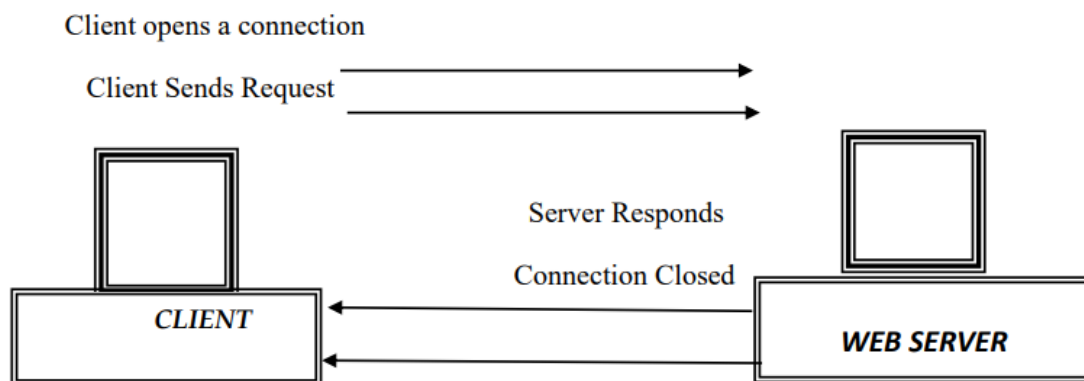 Client opens a connection
Client Sends Request
Server Responds
Connection Closed
CLIENT
WEB SERVER